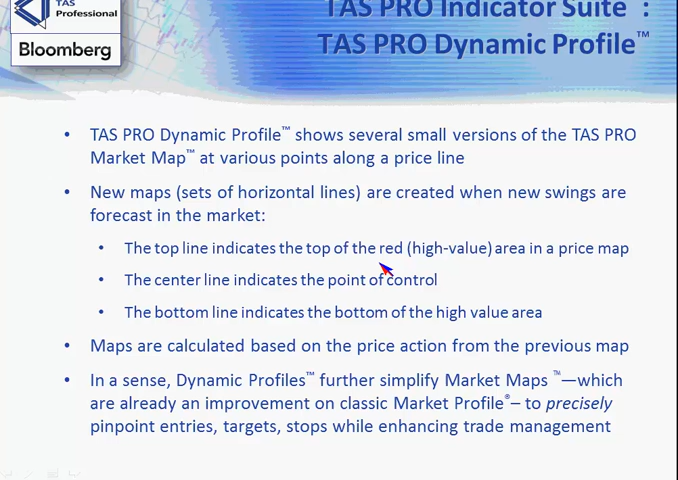 TAS
Professional
Bloomberg
TAS PRO Indicator Suite :
TAS PRO Dynamic Profile™
• TAS PRO Dynamic Profile™ shows several small versions of the TAS PRO
Market Map™ at various points along a price line
• New maps (sets of horizontal lines) are created when new swings are
forecast in the market:
• The top line indicates the top of the red (high-value) area in a price map
• The center line indicates the point of control
• The bottom line indicates the bottom of the high value area
• Maps are calculated based on the price action from the previous map
• In a sense, Dynamic Profiles™ further simplify Market Maps ™—which
are already an improvement on classic Market Profile®– to precisely
pinpoint entries, targets, stops while enhancing trade management